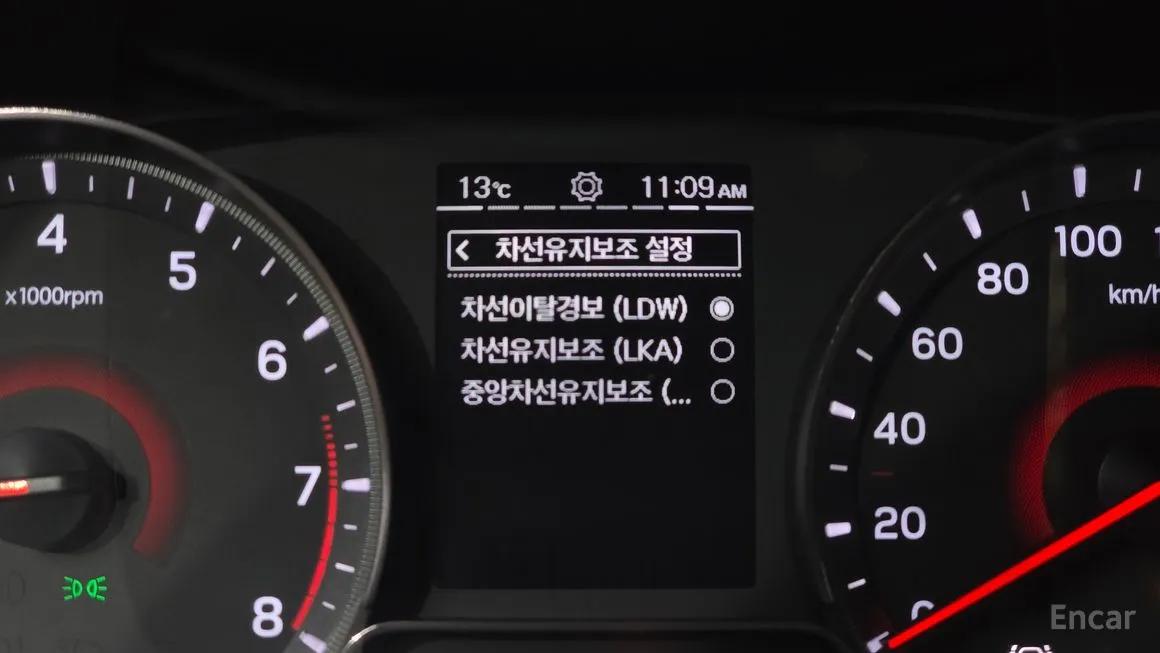 13℃ 11:09 AM
차선유지보조 설정
차선이탈경보 (LDW)
차선유지보조 (LKA)
중앙차선유지보조 (...
4
5
6
7
8
x1000rpm
100
80
60
40
20
km/h
Encar